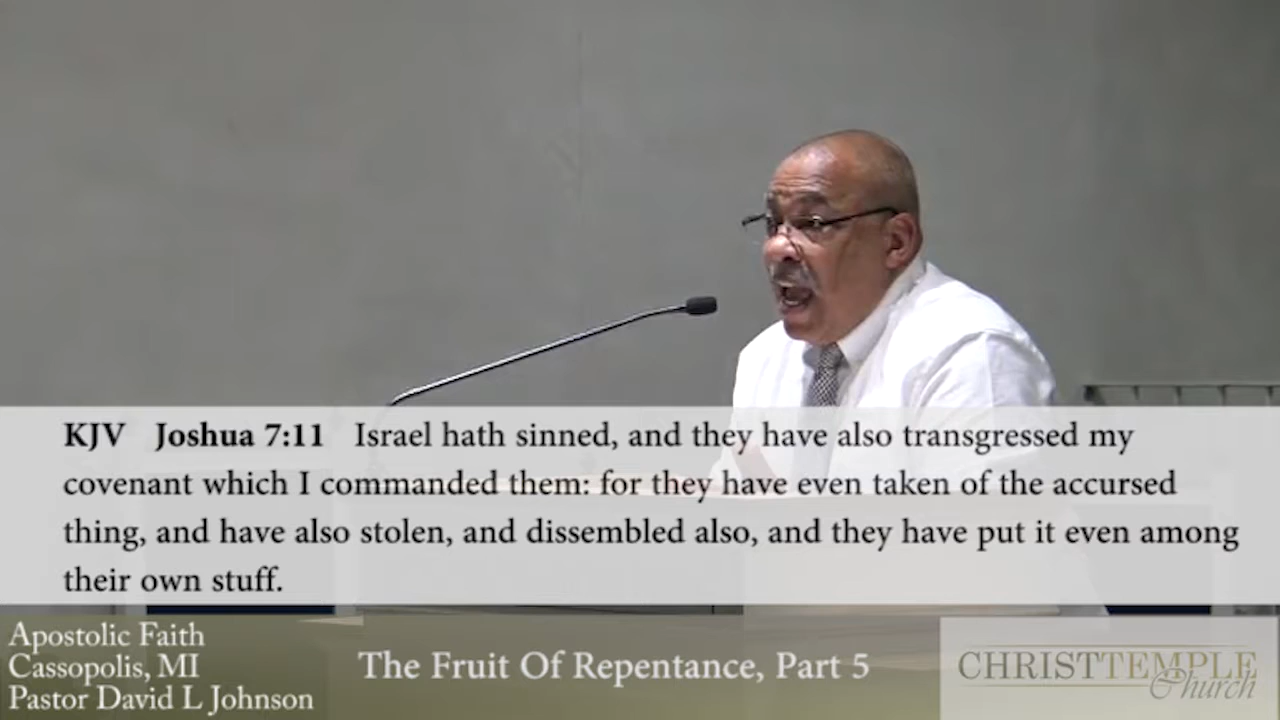 KJV Joshua 7:11 Israel hath sinned, and they have also transgressed my
covenant which I commanded them: for they have even taken of the accursed
thing, and have also stolen, and dissembled also, and they have put it even among
their own stuff.
Apostolic Faith
Cassopolis, MI
Pastor David L Johnson
The Fruit Of Repentance, Part 5
CHRISTTEMPLE
Church